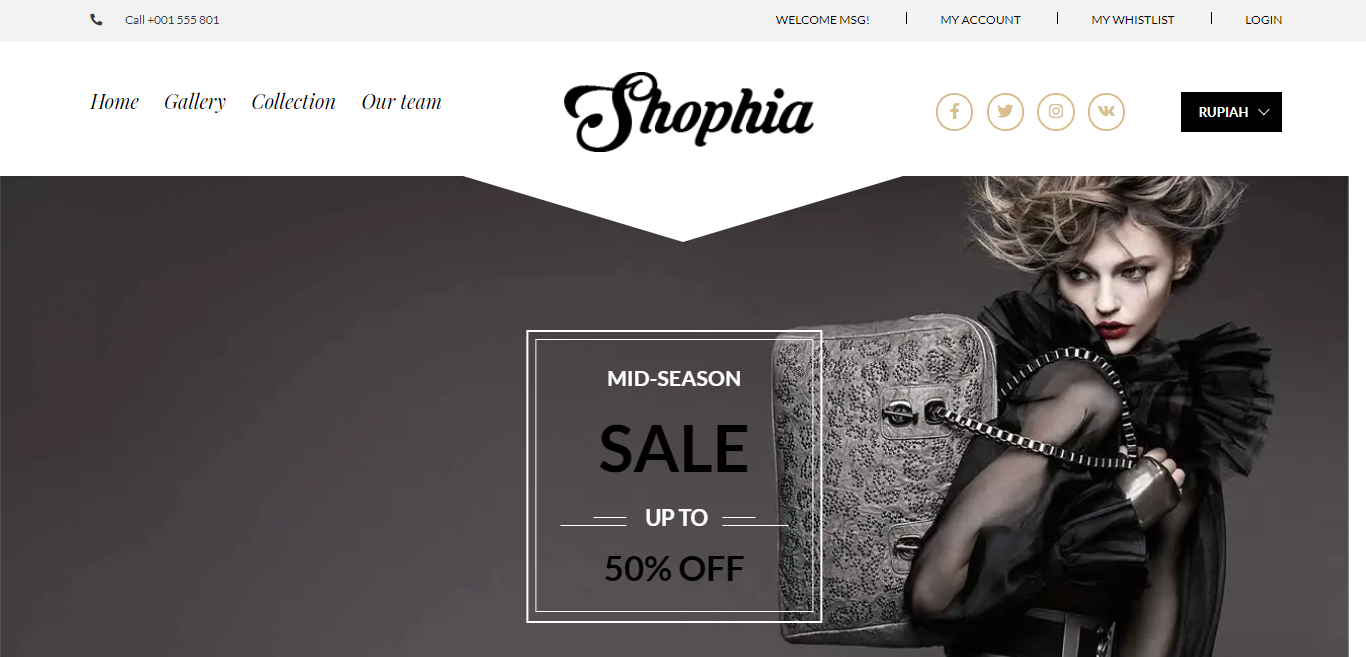 Call +001 555 801
WELCOME MSG!
MY ACCOUNT
MY WHISTLIST
LOGIN
Home
Gallery
Collection
Our team
Shophia
RUPIAH
MID-SEASON
SALE
UP TO
50% OFF